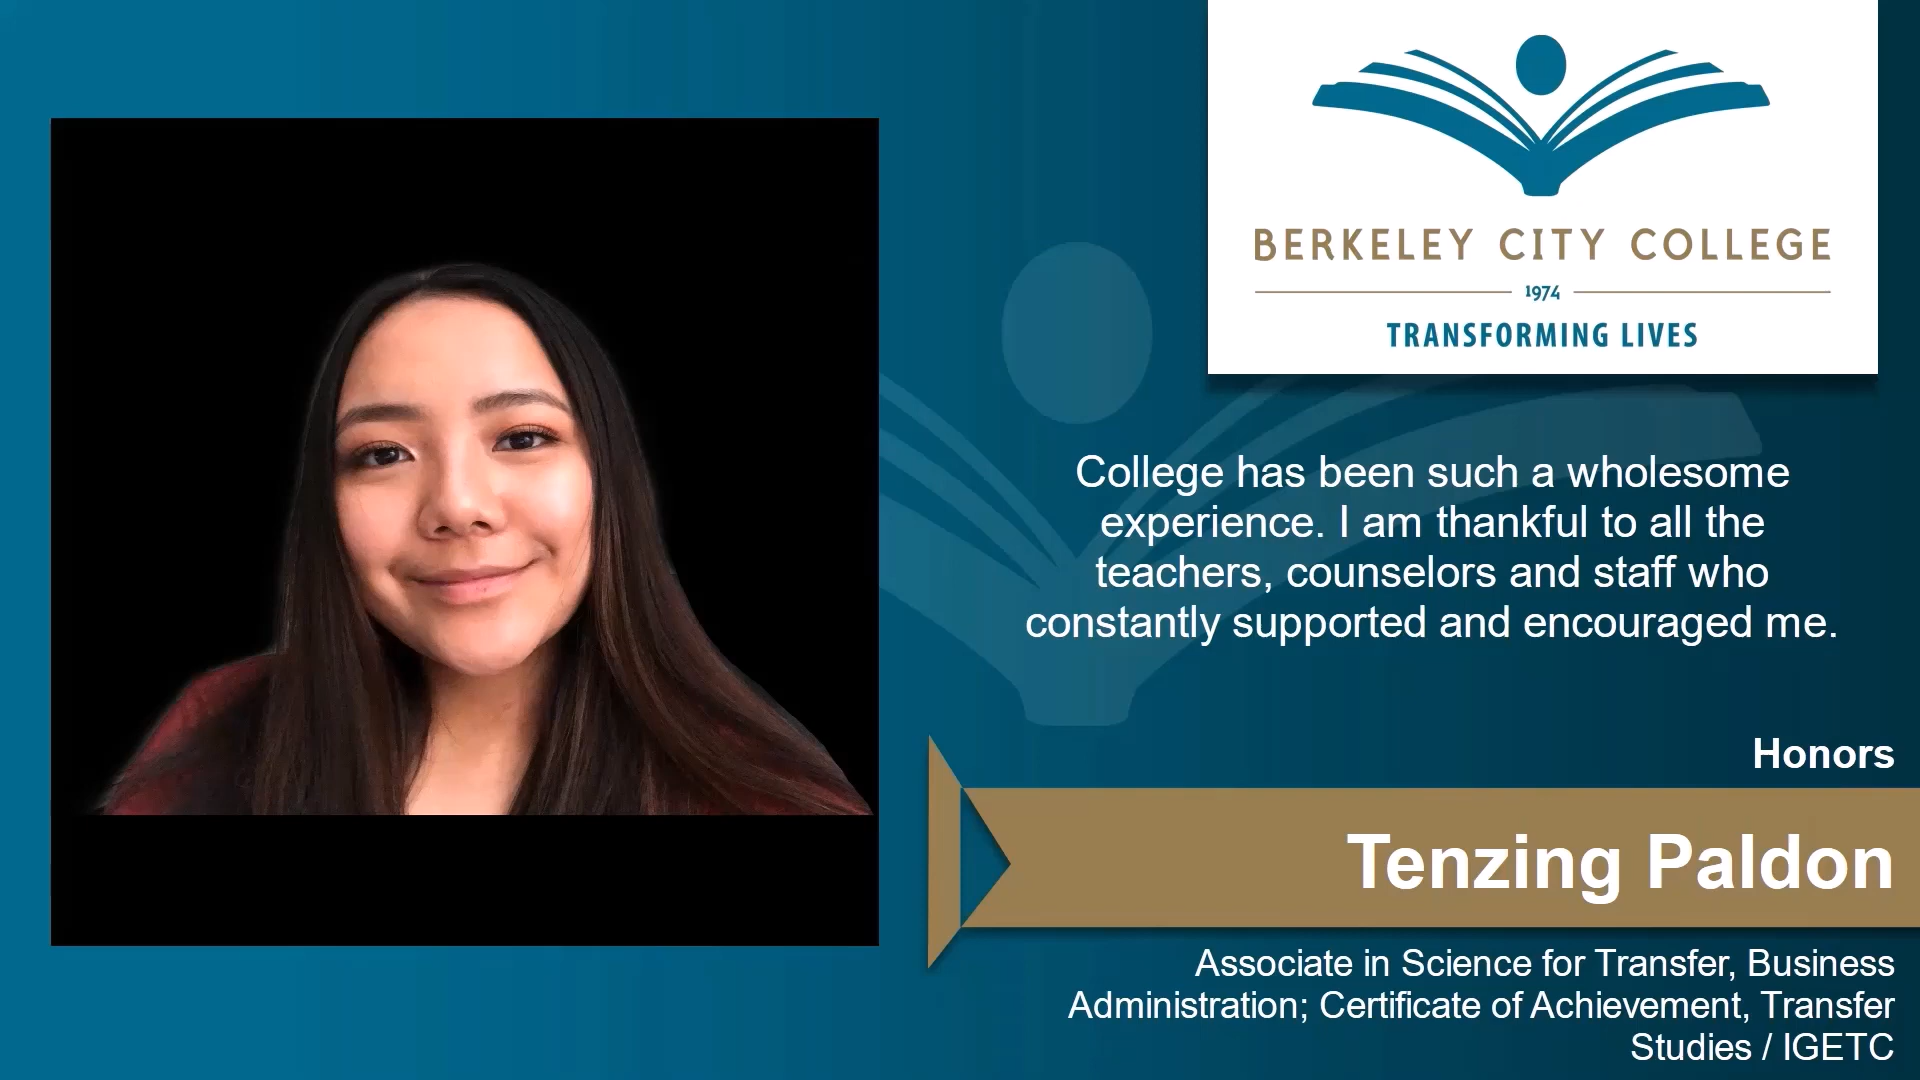 BERKELEY CITY COLLEGE
1974
TRANSFORMING LIVES
College has been such a wholesome
experience. I am thankful to all the
teachers, counselors and staff who
constantly supported and encouraged me.
Honors
Tenzing Paldon
Associate in Science for Transfer, Business
Administration; Certificate of Achievement, Transfer
Studies / IGETC